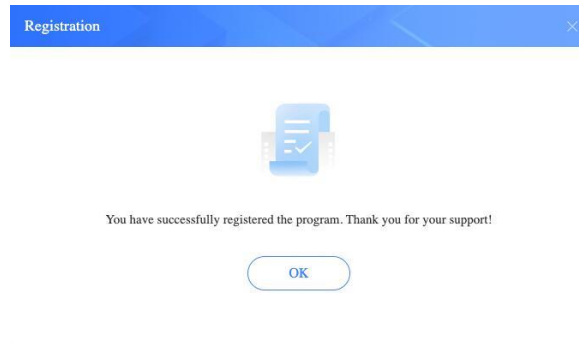 Registration
You have successfully registered the program. Thank you for your support!
OK